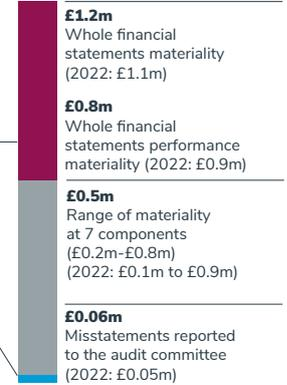 £1.2m
Whole financial
statements materiality
(2022: £1.1m)
£0.8m
Whole financial
statements performance
materiality (2022: £0.9m)
£0.5m
Range of materiality
at 7 components
(£0.2m-£0.8m)
(2022: £0.1m to £0.9m)
£0.06m
Misstatements reported
to the audit committee
(2022: £0.05m)